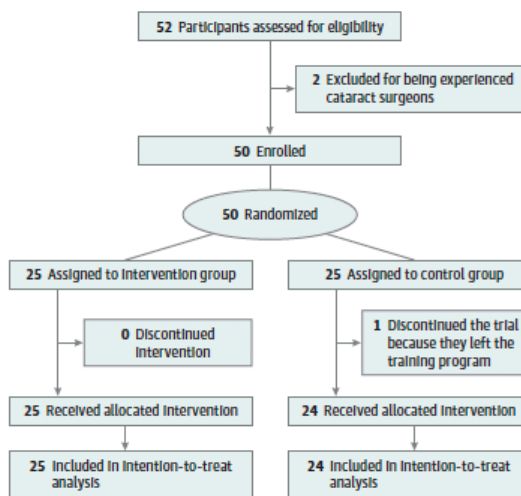 52 Participants assessed for eligibility
2 Excluded for being experienced
cataract surgeons
50 Enrolled
50 Randomized
25 Assigned to intervention group
25 Assigned to control group
0 Discontinued
intervention
1 Discontinued the trial
because they left the
training program
25 Received allocated intervention
24 Received allocated intervention
25 Included in intention-to-treat
analysis
24 Included in intention-to-treat
analysis